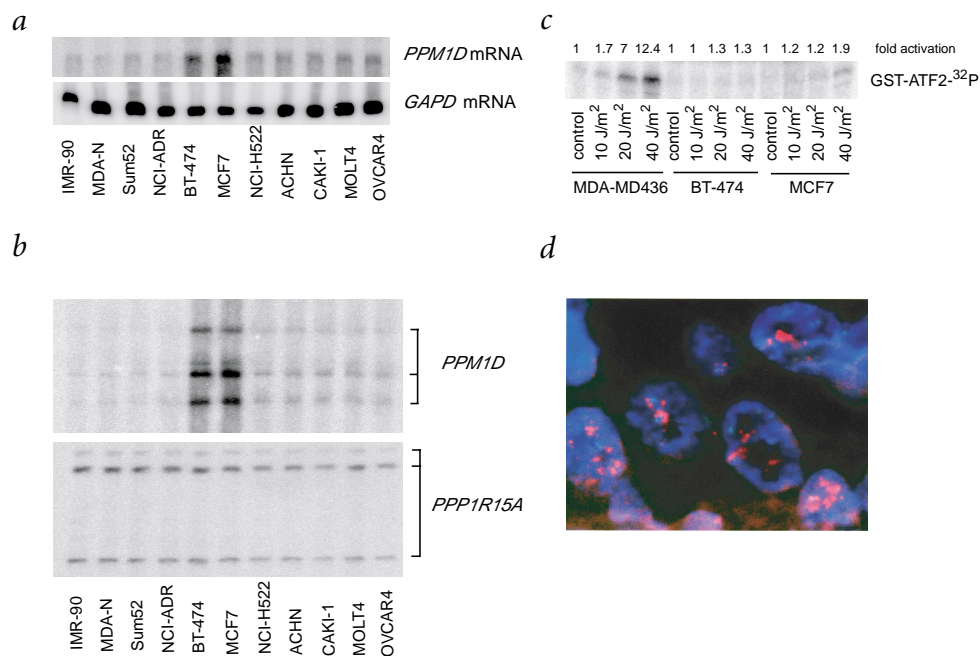 a
PPM1D mRNA
GAPD mRNA
IMR-90
MDA-N
Sum52
NCI-ADR
BT-474
MCF7
NCI-H522
ACHN
CAKI-1
MOLT4
OVCAR4
c
1 1.7 7 12.4 1 1 1.3 1.3 1 1.2 1.2 1.9 fold activation
GST-ATF2-³²P
control
10 J/m²
20 J/m²
40 J/m²
control
10 J/m²
20 J/m²
40 J/m²
control
10 J/m²
20 J/m²
40 J/m²
MDA-MD436 BT-474 MCF7
b
PPM1D
PPP1R15A
IMR-90
MDA-N
Sum52
NCI-ADR
BT-474
MCF7
NCI-H522
ACHN
CAKI-1
MOLT4
OVCAR4
d